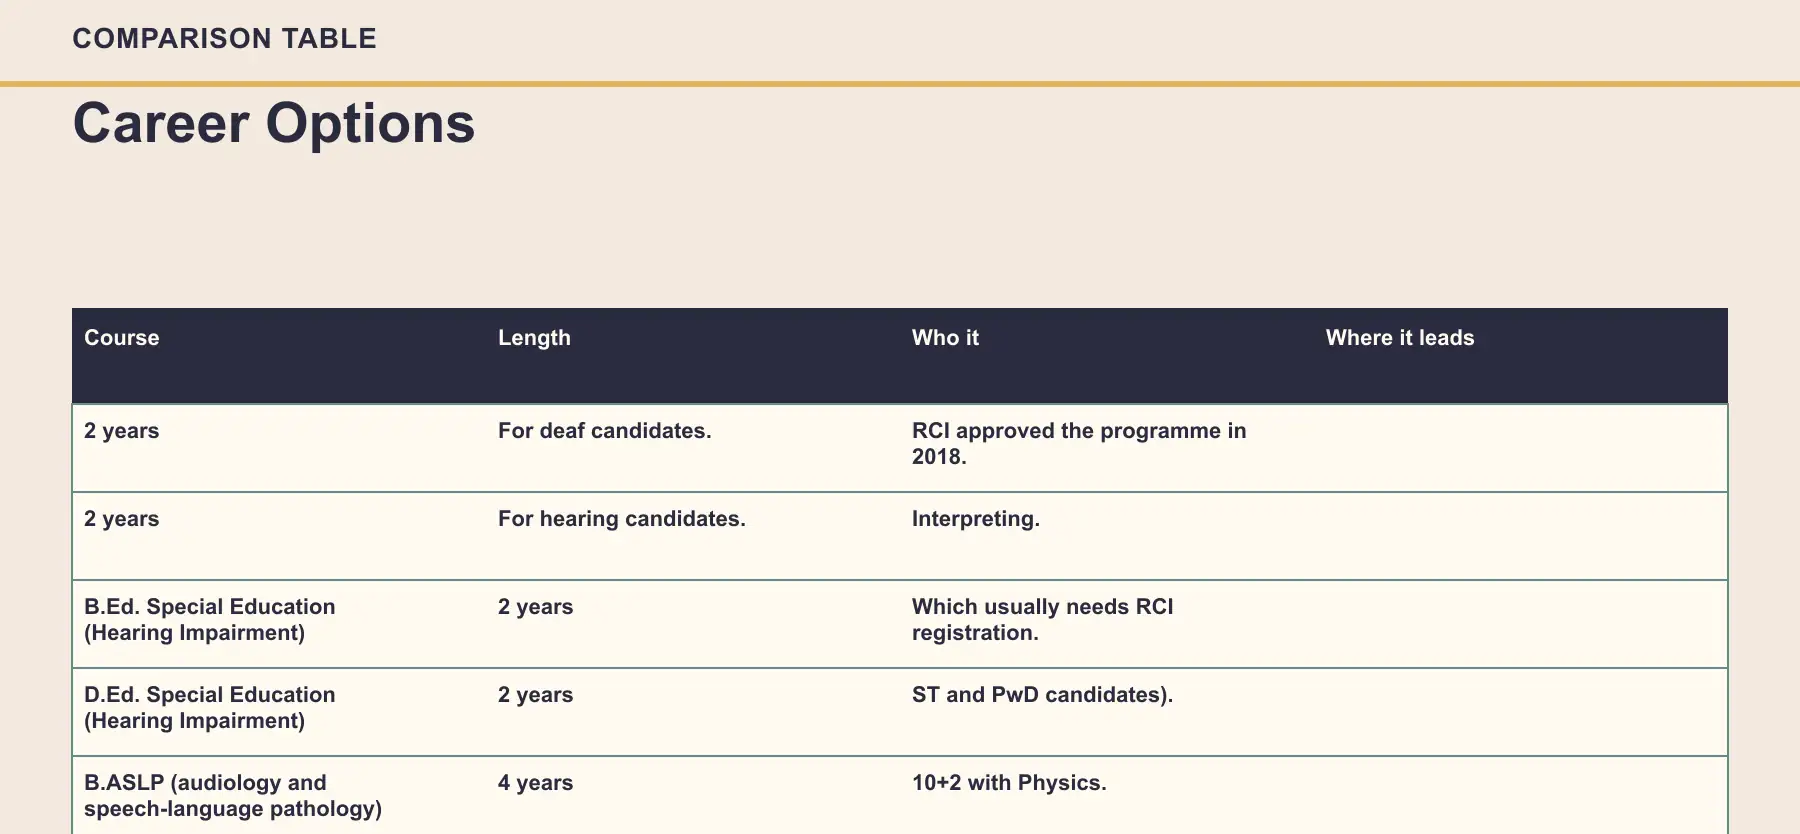 COMPARISON TABLE
Career Options
Course Length Who it Where it leads
2 years For deaf candidates. RCI approved the programme in
2018.
2 years For hearing candidates. Interpreting.
B.Ed. Special Education 2 years Which usually needs RCI
(Hearing Impairment) registration.
D.Ed. Special Education 2 years ST and PwD candidates).
(Hearing Impairment)
B.ASLP (audiology and 4 years 10+2 with Physics.
speech-language pathology)